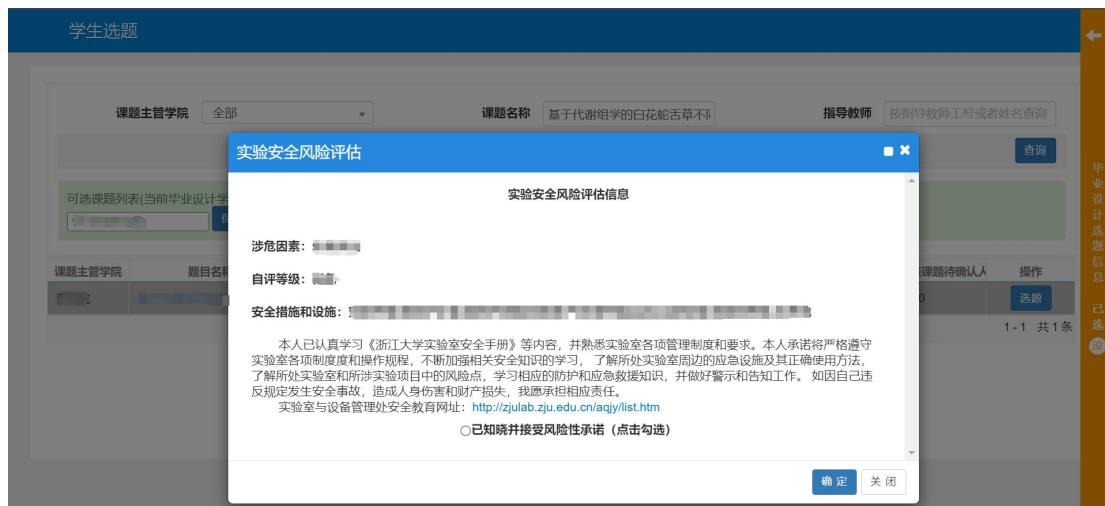 学生选题
课题主管学院 全部 课题名称 基于代谢组学的白花蛇舌草不同 指导教师 按指导教师工号或者姓名查询
查询
实验安全风险评估
实验安全风险评估信息
可选课题列表(当前毕业设计学
涉危因素：
自评等级：
安全措施和设施：
课题主管学院 题目名称 课题待确认人 操作
选题
1-1 共1条
本人已认真学习《浙江大学实验室安全手册》等内容，并熟悉实验室各项管理制度和要求。本人承诺将严格遵守
实验室各项制度度和操作规程，不断加强相关安全知识的学习， 了解所处实验室周边的应急设施及其正确使用方法，
了解所处实验室和所涉实验项目中的风险点，学习相应的防护和应急救援知识，并做好警示和告知工作。 如因自己违
反规定发生安全事故，造成人身伤害和财产损失，我愿承担相应责任。
实验室与设备管理处安全教育网址：http://zjulab.zju.edu.cn/aqjy/list.htm
○已知晓并接受风险性承诺（点击勾选）
确定 关闭
毕业设计选题信息 已选 没